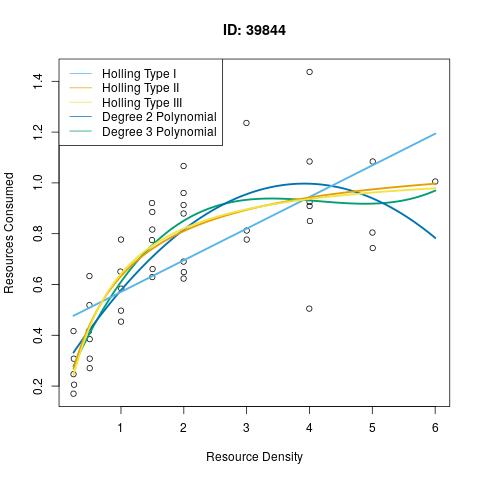 ID: 39844
Holling Type I
Holling Type II
Holling Type III
Degree 2 Polynomial
Degree 3 Polynomial
Resources Consumed
1.4
1.2
1.0
0.8
0.6
0.4
0.2
1 2 3 4 5 6
Resource Density